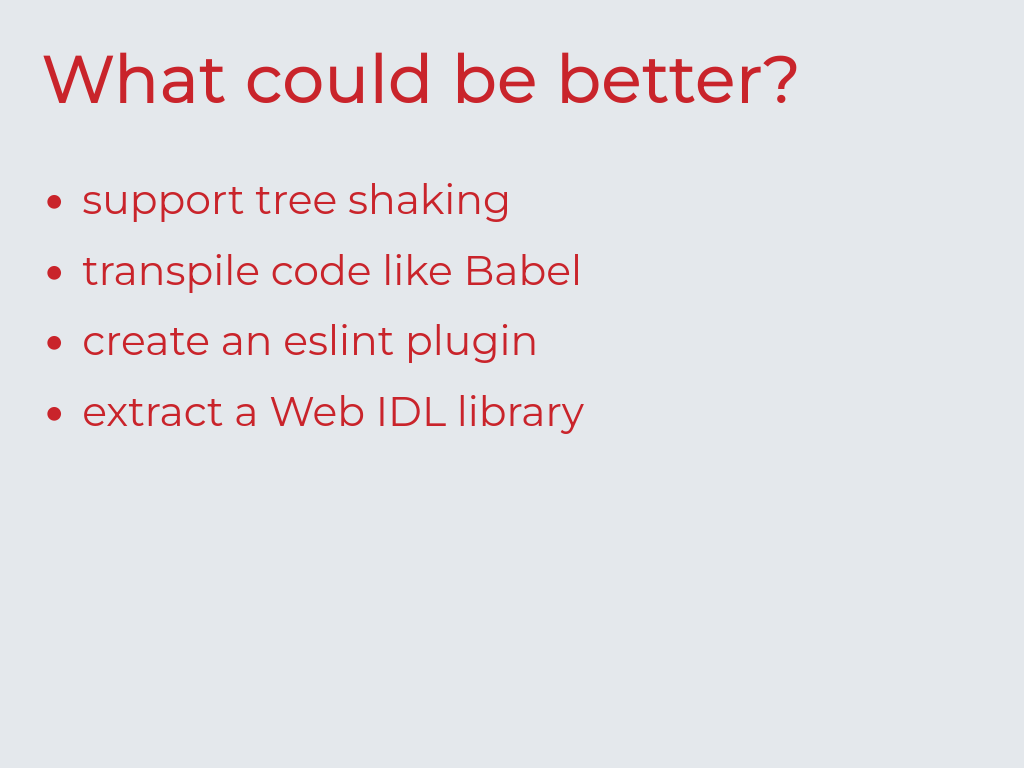 What could be better?
• support tree shaking
• transpile code like Babel
• create an eslint plugin
• extract a Web IDL library